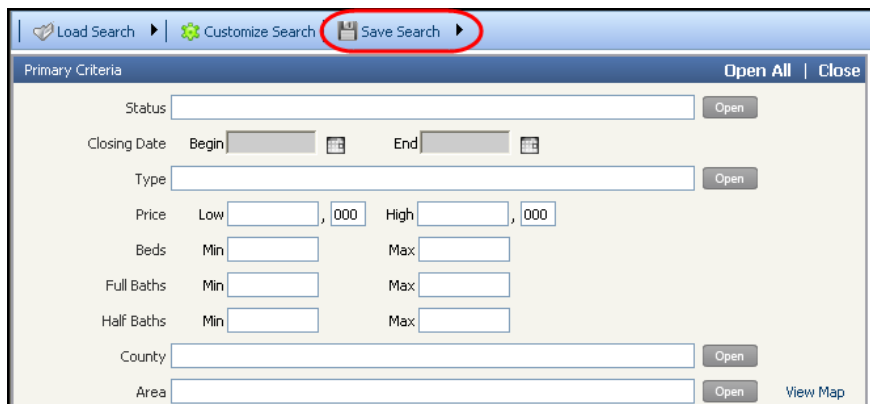 Load Search Customize Search Save Search
Primary Criteria Open All | Close
Status Open
Closing Date Begin End
Type Open
Price Low , 000 High , 000
Beds Min Max
Full Baths Min Max
Half Baths Min Max
County Open
Area Open View Map